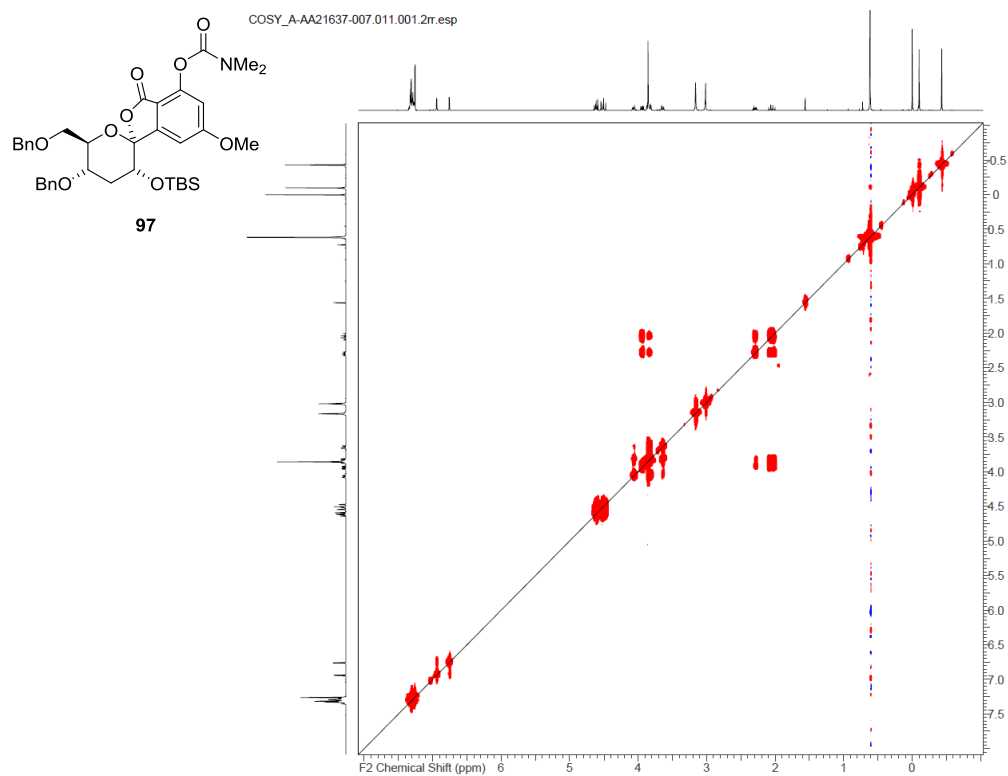 COSY_A-AA21637-007.011.001.2rr.esp
O
O
NMe2
O
O
BnO
O
OMe
BnO
OTBS
97
0.5
0
0.5
1.0
1.5
2.0
2.5
3.0
3.5
4.0
4.5
5.0
5.5
6.0
6.5
7.0
7.5
F2 Chemical Shift (ppm) 6 5 4 3 2 1 0